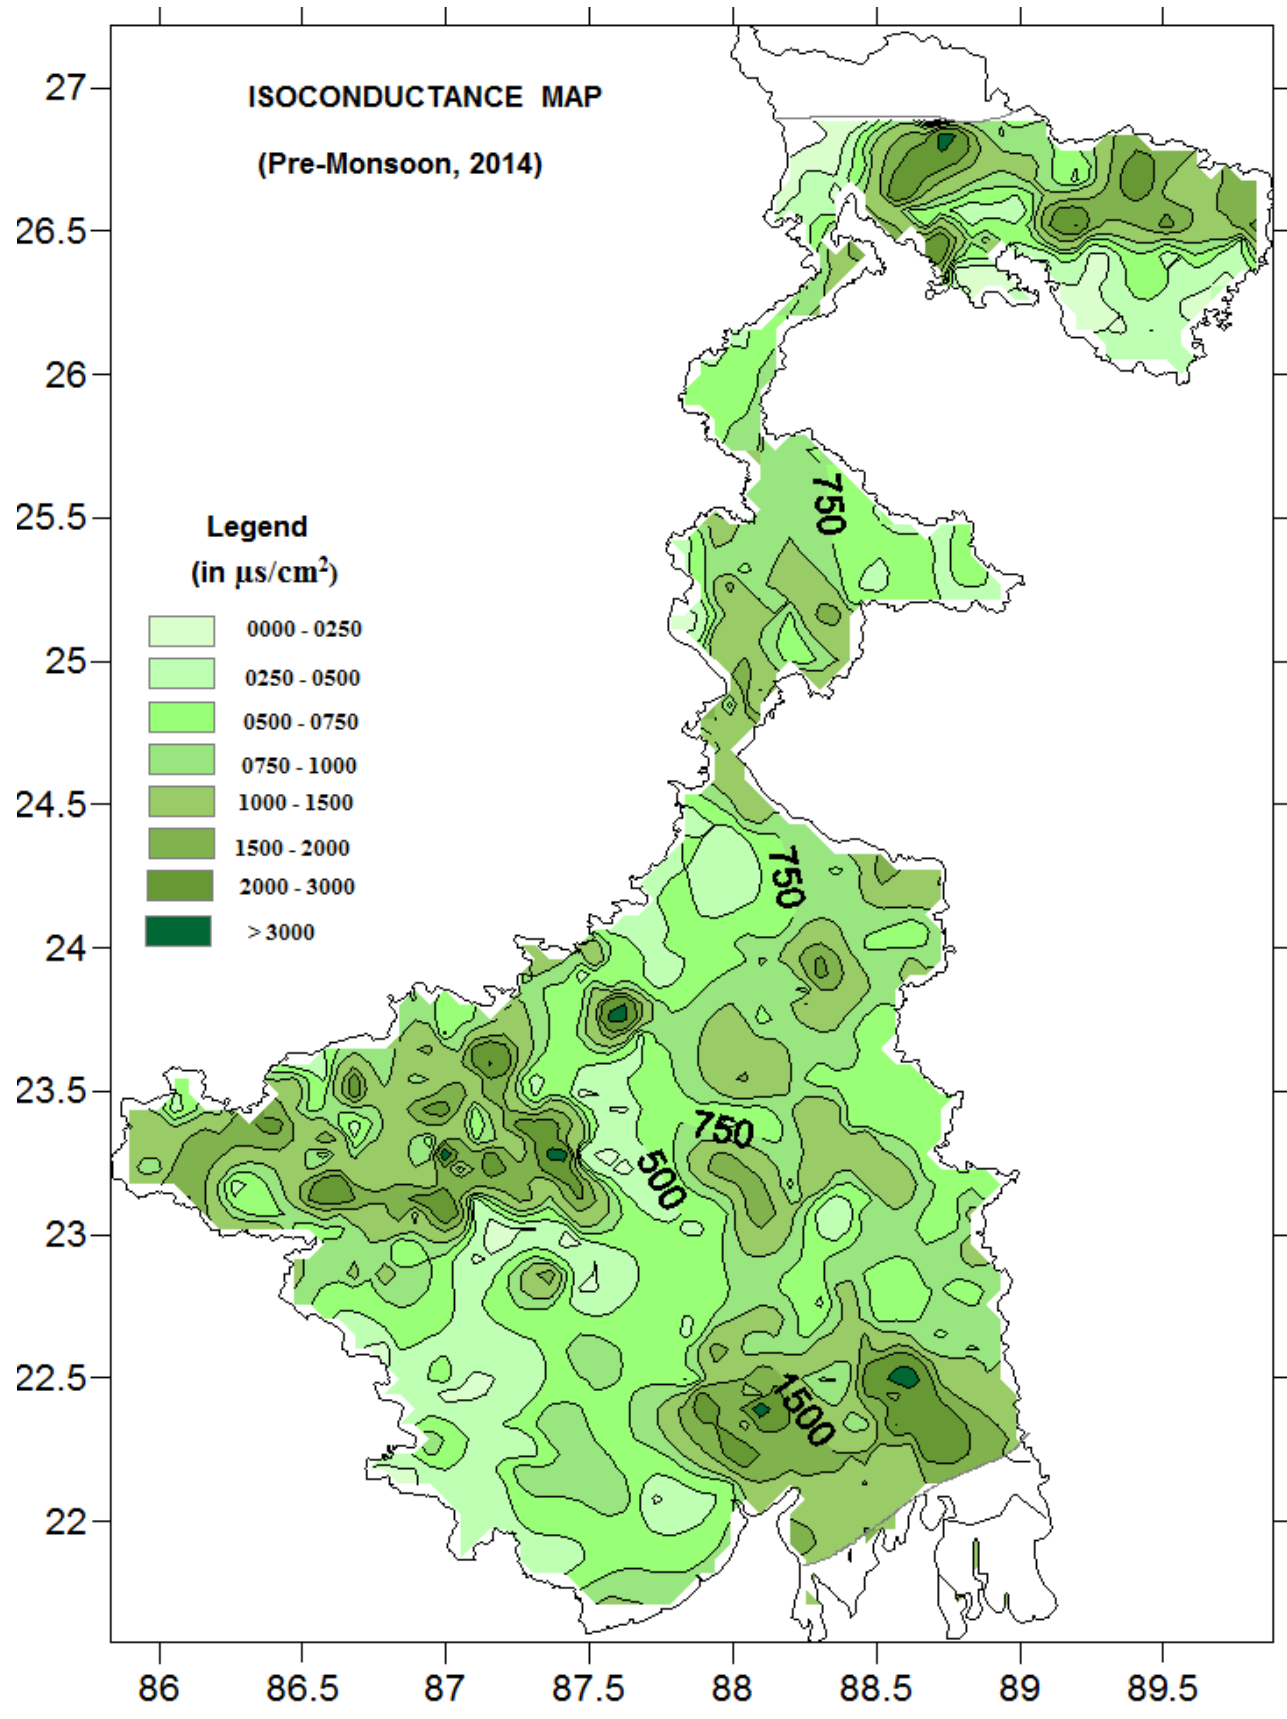 ISOCONDUCTANCE MAP
(Pre-Monsoon, 2014)
27
26.5
26
25.5
25
24.5
24
23.5
23
22.5
22
Legend
(in µs/cm²)
0000 - 0250
0250 - 0500
0500 - 0750
0750 - 1000
1000 - 1500
1500 - 2000
2000 - 3000
> 3000
750
750
750
500
1500
86 86.5 87 87.5 88 88.5 89 89.5